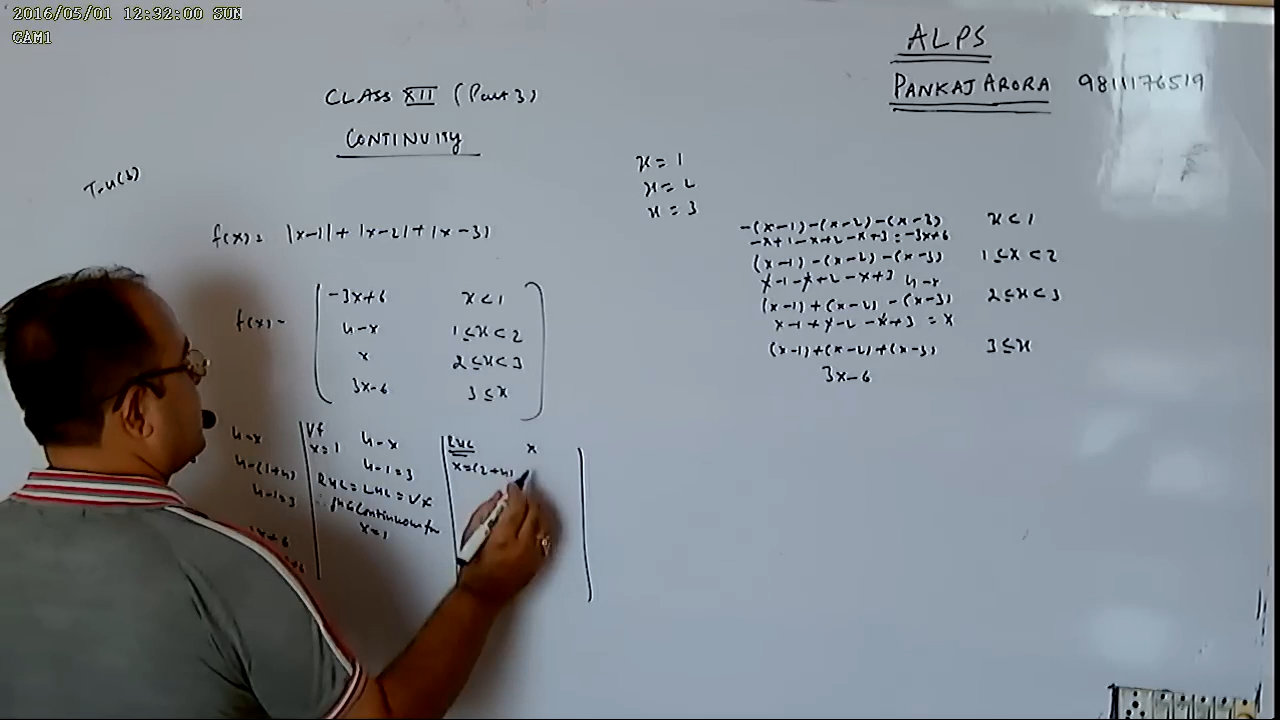 2016/05/01 12:32:00 SUN
CAM1
ALPS
PANKAJ ARORA 9811176519
CLASS XII (Part 3)
CONTINUITY
x = 1
x = 2
x = 3
f(x) = |x-1| + |x-2| + |x-3|
f(x) =
-3x+6 x<1
4-x 1≤x<2
x 2≤x<3
3x-6 3≤x
-(x-1)-(x-2)-(x-3) x<1
-x+1-x+2-x+3 = -3x+6
(x-1)-(x-2)-(x-3) 1≤x<2
x-1-x+2-x+3 4-x
(x-1)+(x-2)-(x-3) 2≤x<3
x-1+x-2-x+3 = x
(x-1)+(x-2)+(x-3) 3≤x
3x-6
4-x
4-(1+h)
4-1=3
Vf
x=1 4-x
4-1=3
RHL = LHL = Vx
∴ f is Continuous for
x=1
RHL x
x=(2+h)